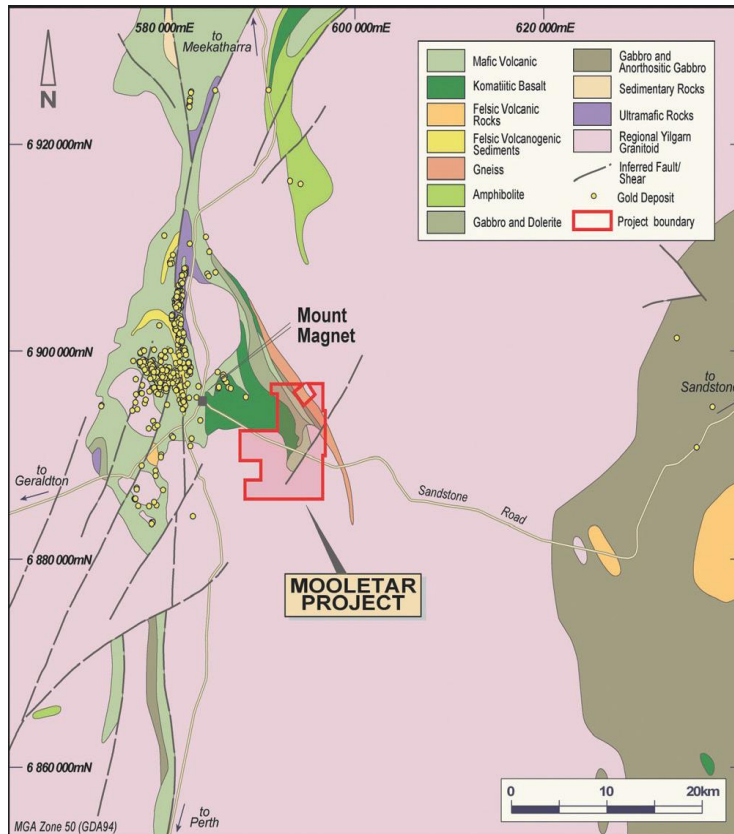 580 000mE
600 000mE
620 000mE
to
Meekatharra
N
Mafic Volcanic
Komatiitic Basalt
Felsic Volcanic
Rocks
Felsic Volcanogenic
Sediments
Gneiss
Amphibolite
Gabbro and Dolerite
Gabbro and
Anorthositic Gabbro
Sedimentary Rocks
Ultramafic Rocks
Regional Yilgarn
Granitoid
Inferred Fault/
Shear
Gold Deposit
Project boundary
6 920 000mN
Mount
Magnet
6 900 000mN
to
Sandstone
to
Geraldton
Sandstone
Road
6 880 000mN
MOOLETAR
PROJECT
6 860 000mN
0 10 20km
to
Perth
MGA Zone 50 (GDA94)